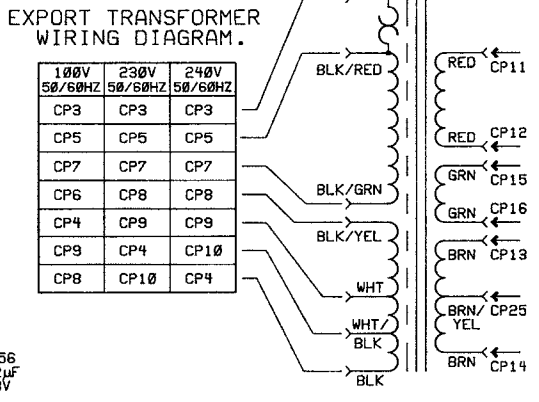 EXPORT TRANSFORMER
WIRING DIAGRAM.
100V 230V 240V
50/60HZ 50/60HZ 50/60HZ
CP3 CP3 CP3
CP5 CP5 CP5
CP7 CP7 CP7
CP6 CP8 CP8
CP4 CP9 CP9
CP9 CP4 CP10
CP8 CP10 CP4
BLK/RED
BLK/GRN
BLK/YEL
WHT
WHT/
BLK
BLK
RED CP11
RED CP12
GRN CP15
GRN CP16
BRN CP13
BRN/ CP25
YEL
BRN CP14
56
2µF
V